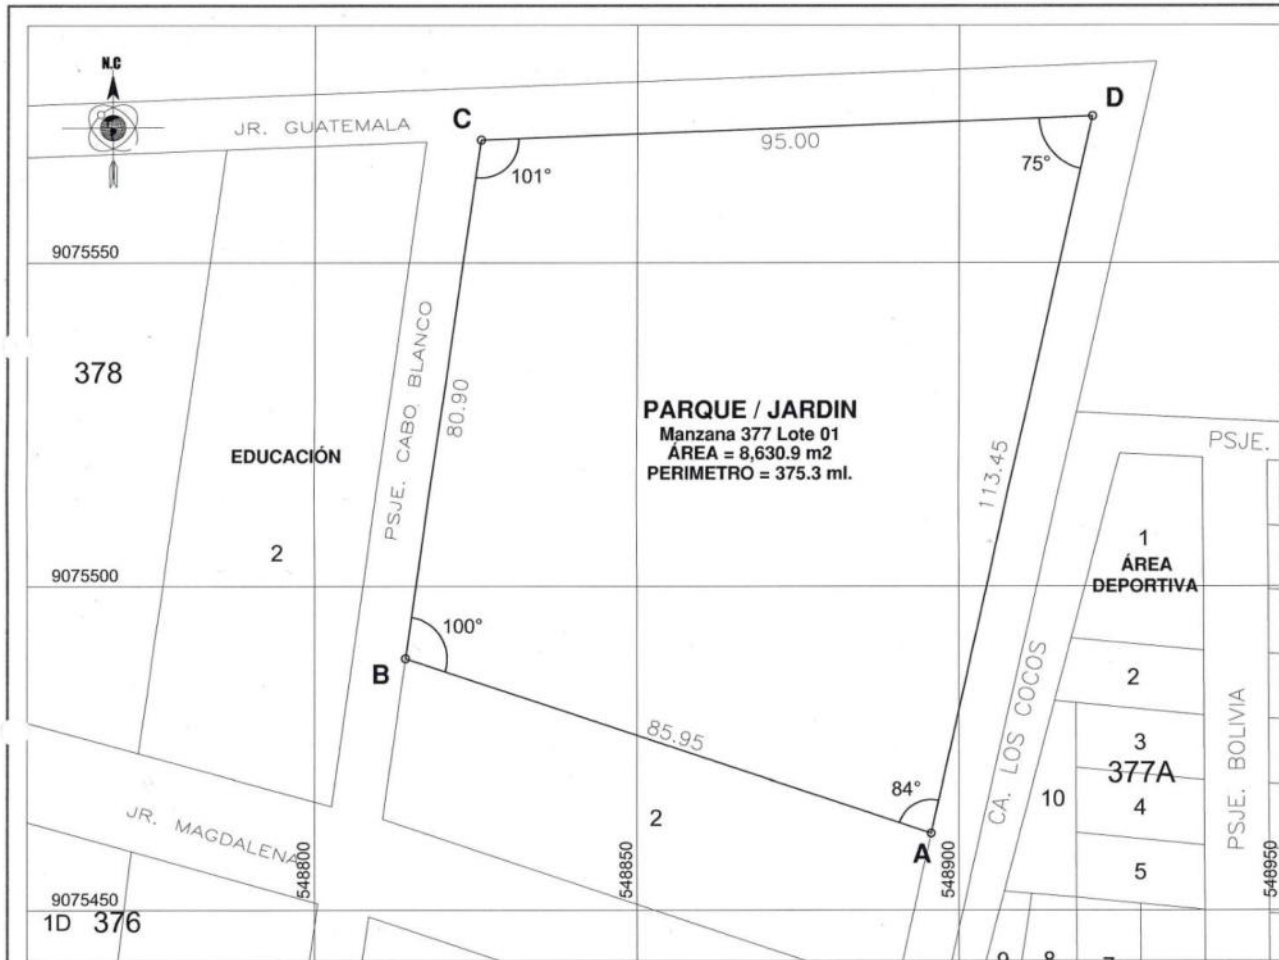 N.C
JR. GUATEMALA
C
D
95.00
101°
75°
9075550
378
PSJE. CABO BLANCO
80.90
PARQUE / JARDIN
Manzana 377 Lote 01
ÁREA = 8,630.9 m2
PERIMETRO = 375.3 ml.
EDUCACIÓN
2
113.45
PSJE.
1
ÁREA
DEPORTIVA
9075500
100°
B
85.95
84°
A
CA. LOS COCOS
2
3
377A
10
4
5
PSJE. BOLIVIA
2
JR. MAGDALENA
548800
548850
548900
548950
9075450
1D 376
8